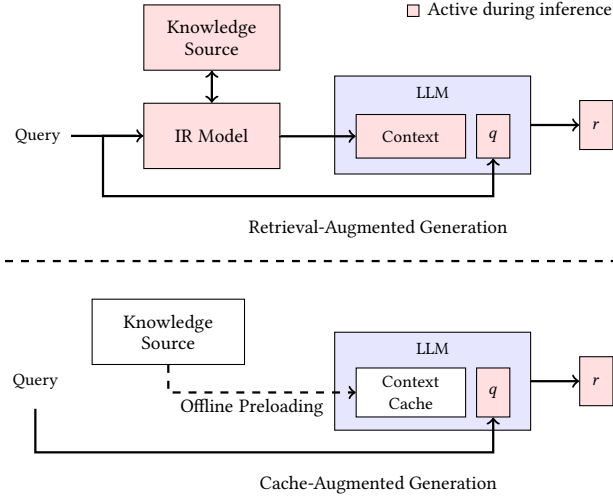 Active during inference
Knowledge
Source
LLM
Query
IR Model
Context
q
r
Retrieval-Augmented Generation
Knowledge
Source
LLM
Query
Context
Cache
q
r
Offline Preloading
Cache-Augmented Generation